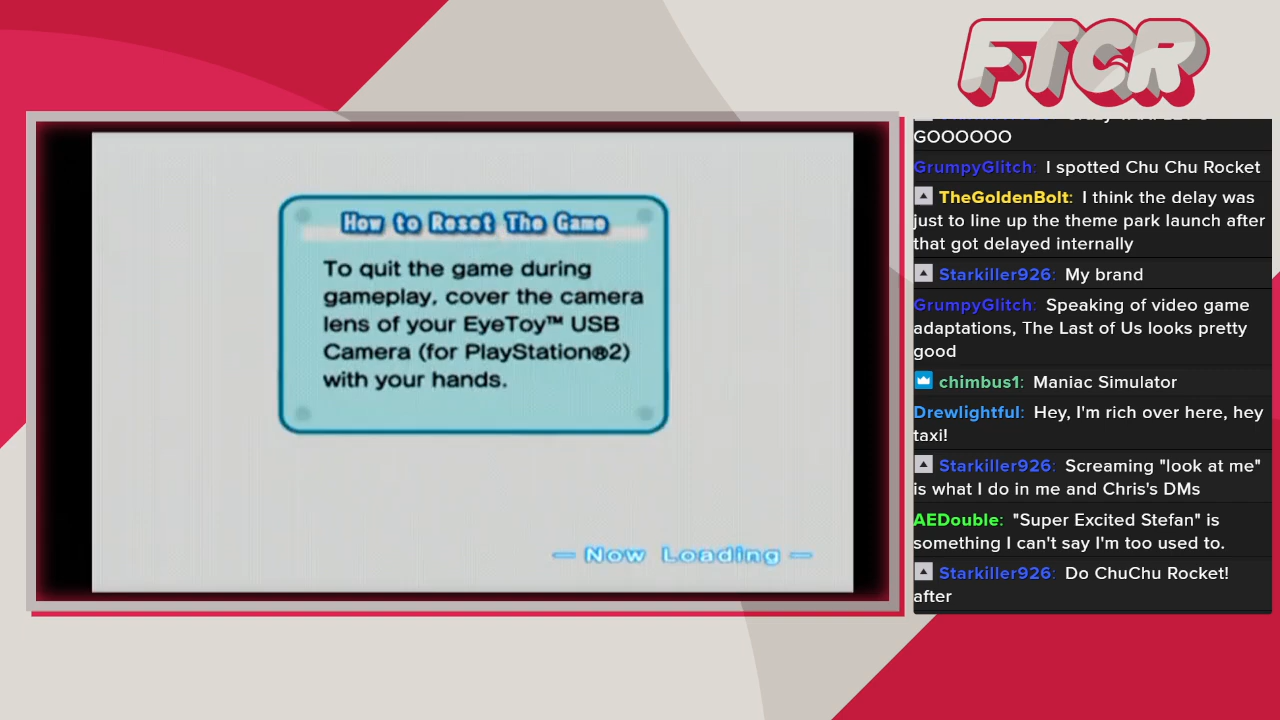 FTCR
How to Reset The Game
To quit the game during
gameplay, cover the camera
lens of your EyeToy™ USB
Camera (for PlayStation®2)
with your hands.
— Now Loading —
GOOOOOO
GrumpyGlitch: I spotted Chu Chu Rocket
TheGoldenBolt: I think the delay was
just to line up the theme park launch after
that got delayed internally
Starkiller926: My brand
GrumpyGlitch: Speaking of video game
adaptations, The Last of Us looks pretty
good
chimbus1: Maniac Simulator
Drewlightful: Hey, I'm rich over here, hey
taxi!
Starkiller926: Screaming "look at me"
is what I do in me and Chris's DMs
AEDouble: "Super Excited Stefan" is
something I can't say I'm too used to.
Starkiller926: Do ChuChu Rocket!
after